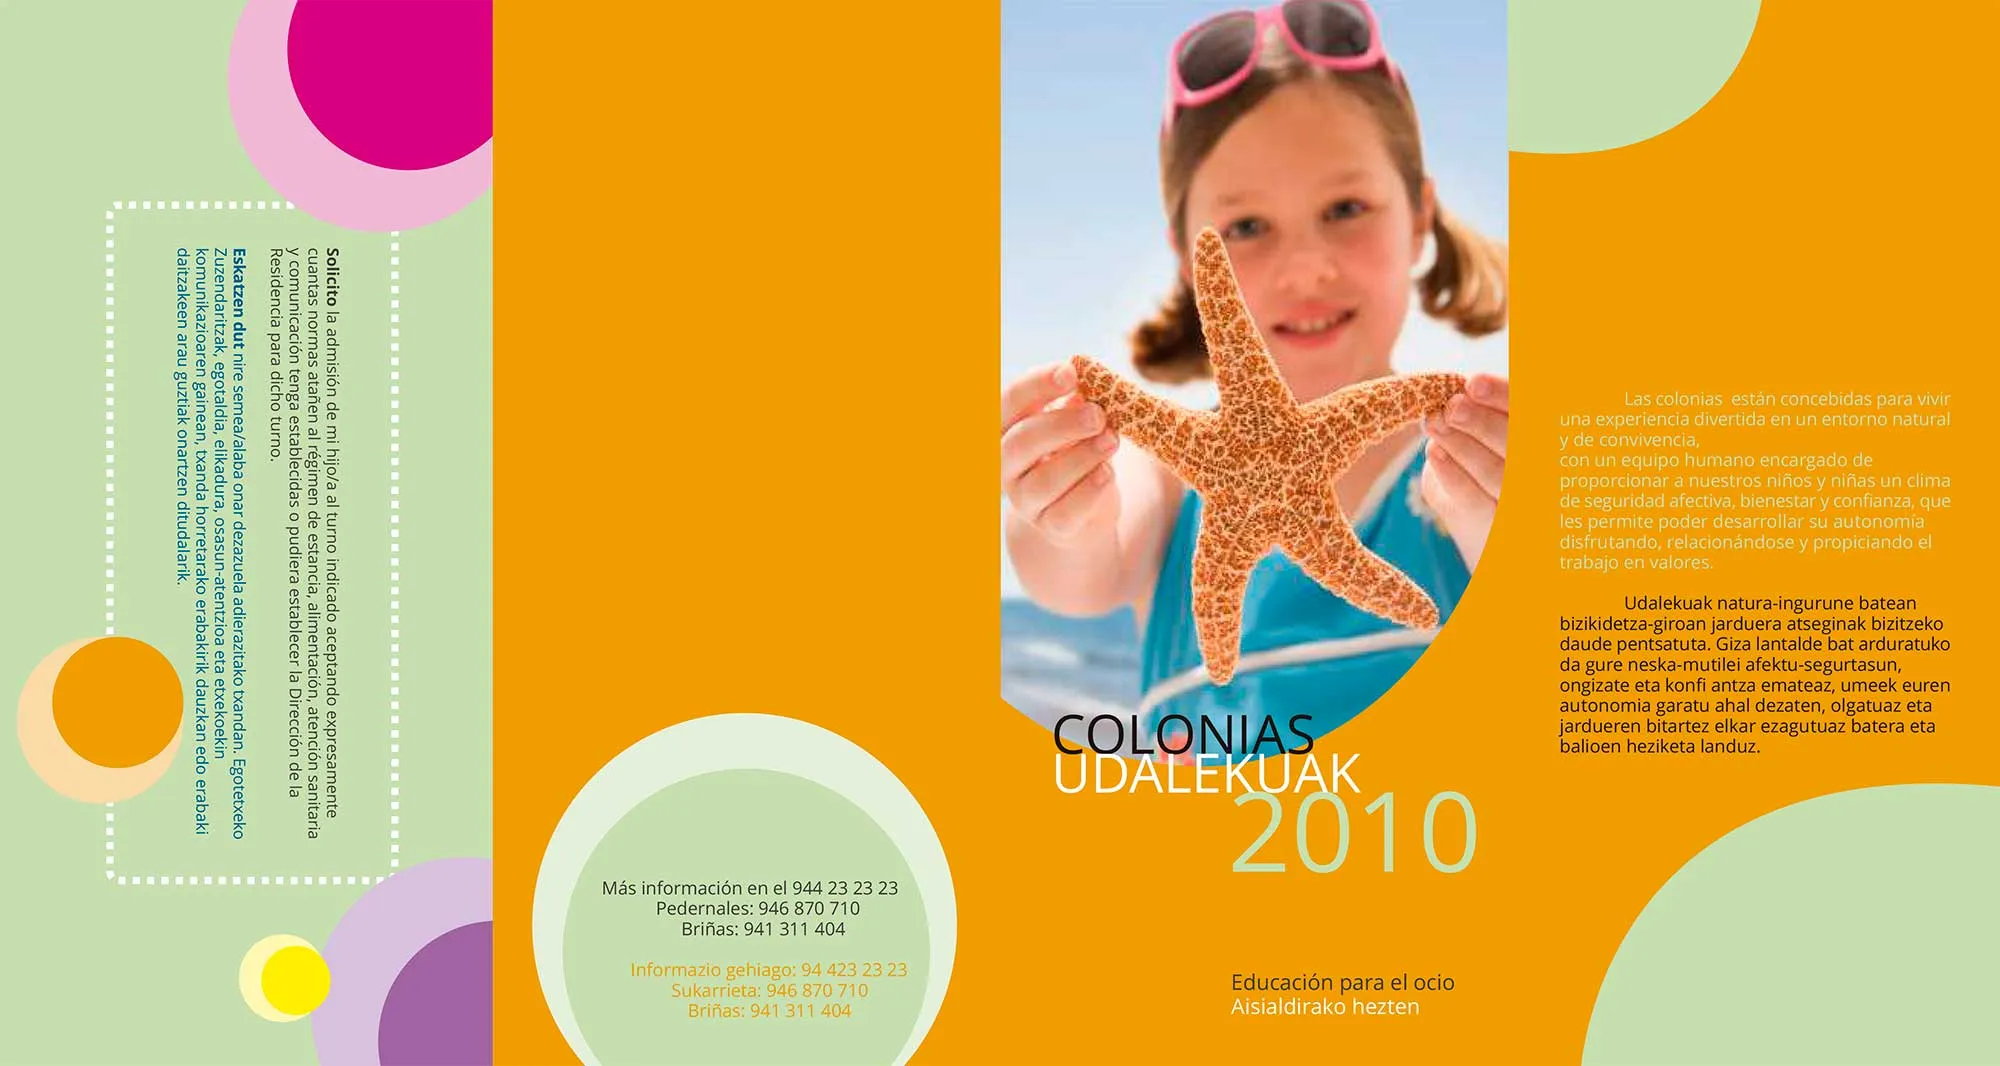 Solicito la admisión de mi hijo/a al turno indicado aceptando expresamente
cuantas normas atañen al régimen de estancia, alimentación, atención sanitaria
y comunicación tenga establecidas o pudiera establecer la Dirección de la
Residencia para dicho turno.
Eskatzen dut nire semea/alaba onar dezazuela adierazitako txandan. Egotetxeko
Zuzendaritzak, egotaldia, elikadura, osasun-atentzioa eta etxekoekin
komunikazioaren gainean, txanda horretarako erabakirik dauzkan edo erabaki
daitzakeen arau guztiak onartzen ditudalarik.
Más información en el 944 23 23 23
Pedernales: 946 870 710
Briñas: 941 311 404
Informazio gehiago: 94 423 23 23
Sukarrieta: 946 870 710
Briñas: 941 311 404
COLONIAS
UDALEKUAK
2010
Educación para el ocio
Aisialdirako hezten
Las colonias están concebidas para vivir
una experiencia divertida en un entorno natural
y de convivencia,
con un equipo humano encargado de
proporcionar a nuestros niños y niñas un clima
de seguridad afectiva, bienestar y confianza, que
les permite poder desarrollar su autonomía
disfrutando, relacionándose y propiciando el
trabajo en valores.
Udalekuak natura-ingurune batean
bizikidetza-giroan jarduera atseginak bizitzeko
daude pentsatuta. Giza lantalde bat arduratuko
da gure neska-mutilei afektu-segurtasun,
ongizate eta konfi antza emateaz, umeek euren
autonomia garatu ahal dezaten, olgatuaz eta
jardueren bitartez elkar ezagutuaz batera eta
balioen heziketa landuz.